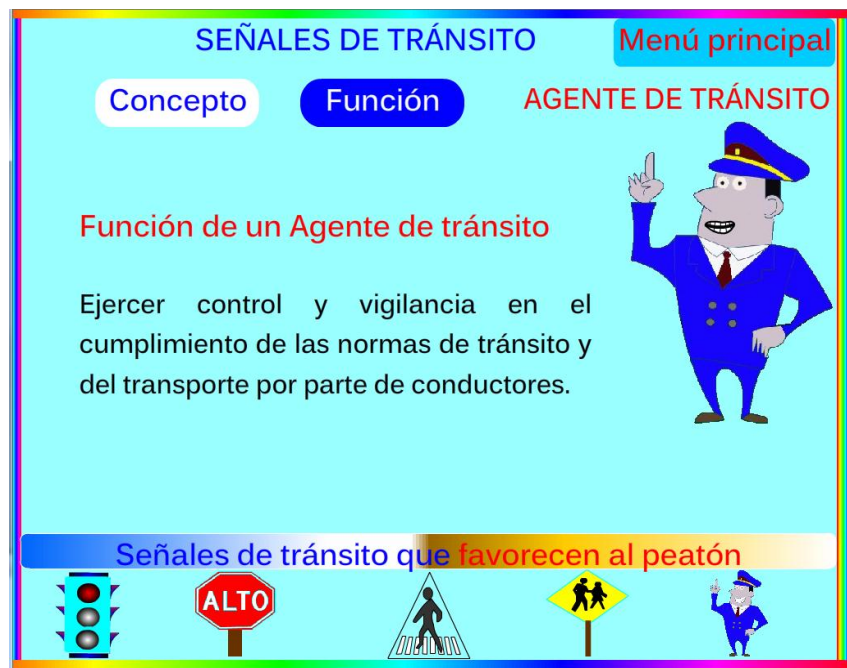 SEÑALES DE TRÁNSITO
Menú principal
Concepto
Función
AGENTE DE TRÁNSITO
Función de un Agente de tránsito
Ejercer control y vigilancia en el
cumplimiento de las normas de tránsito y
del transporte por parte de conductores.
Señales de tránsito que favorecen al peatón
ALTO